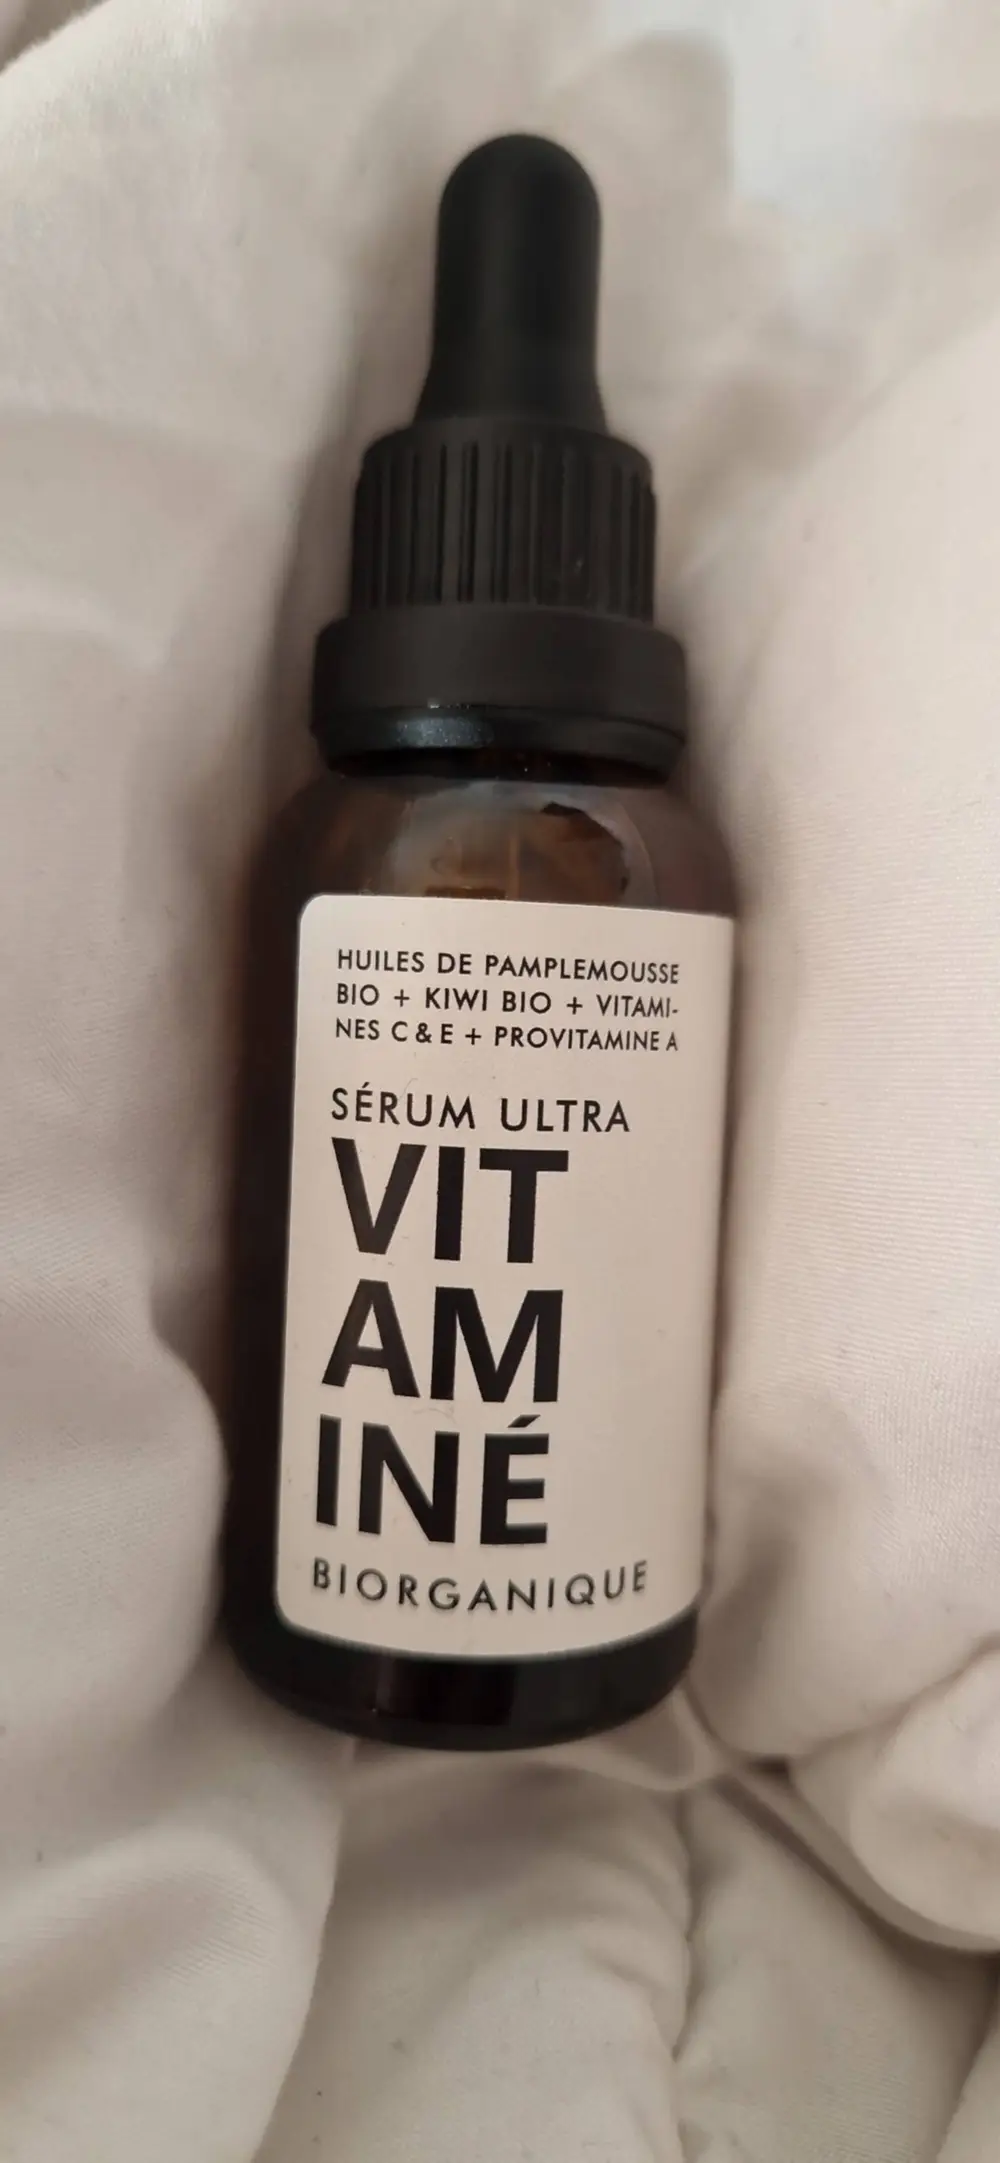 HUILES DE PAMPLEMOUSSE
BIO + KIWI BIO + VITAMI-
NES C & E + PROVITAMINE A
SÉRUM ULTRA
VIT
AM
INÉ
BIORGANIQUE